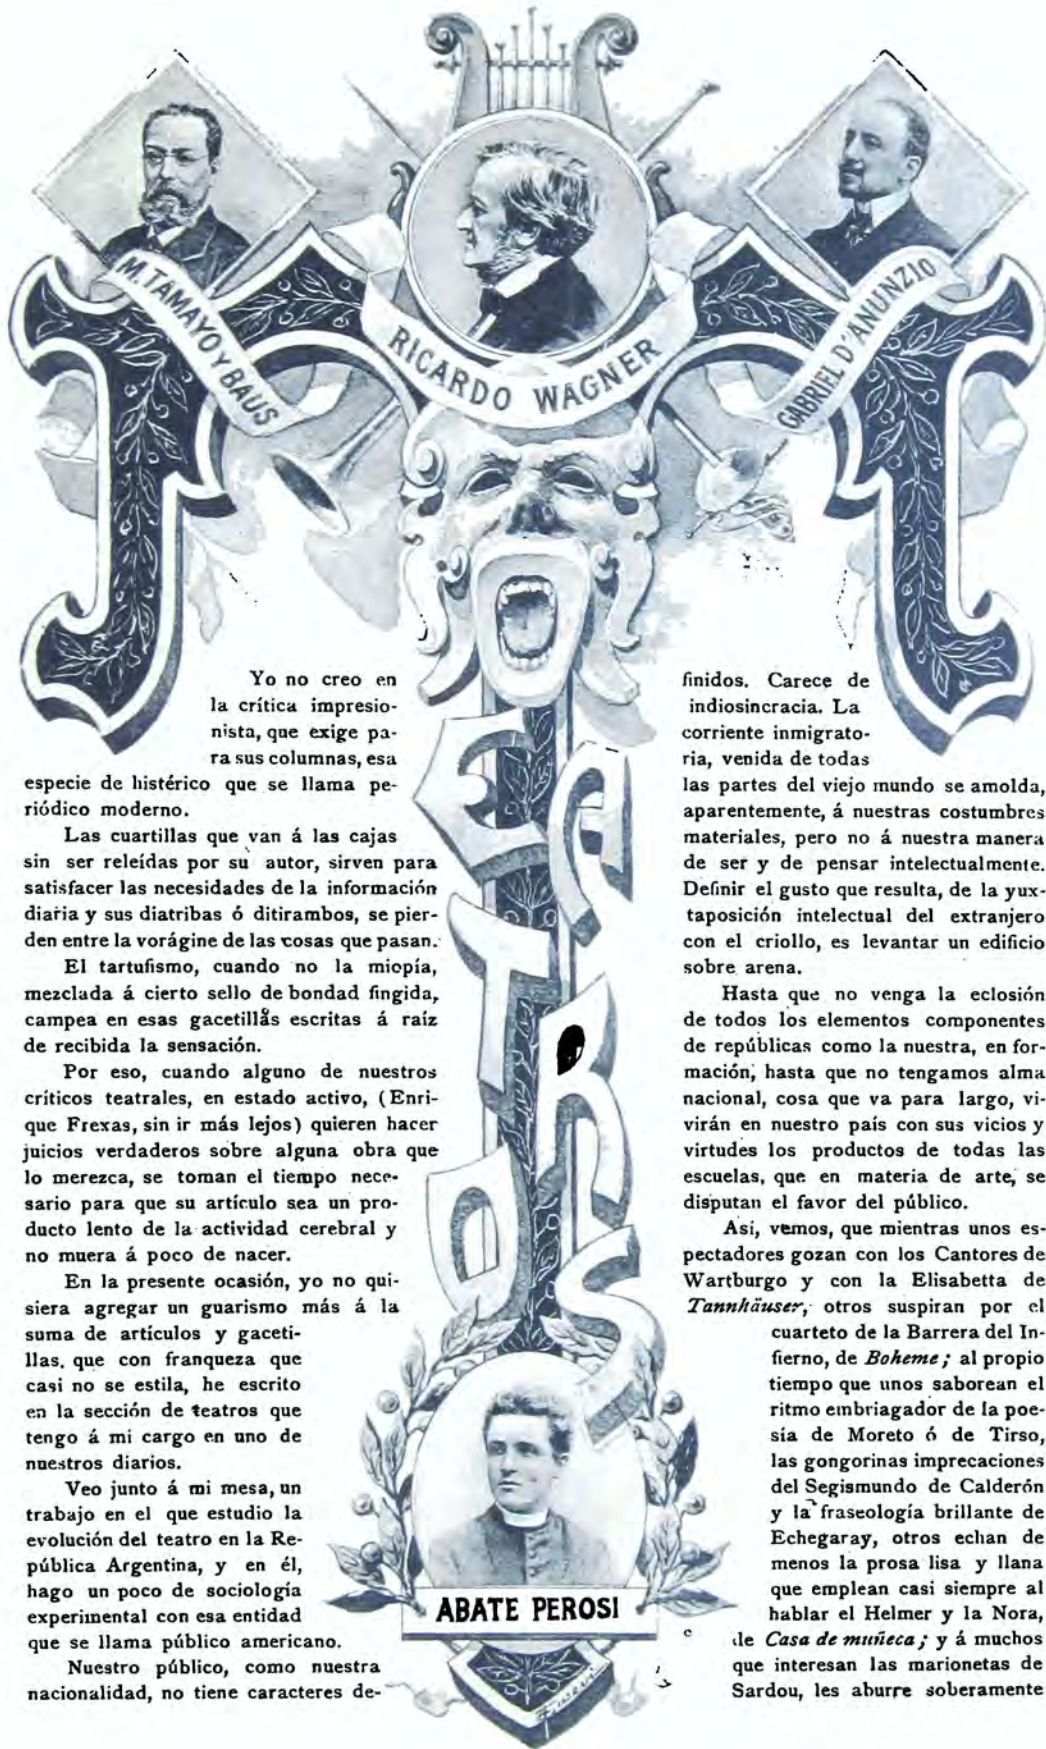 M. TAMAYO Y BAUS
RICARDO WAGNER
GABRIEL D'ANUNZIO
TEATROS
Yo no creo en
la crítica impresio-
nista, que exige pa-
ra sus columnas, esa
especie de histérico que se llama pe-
riódico moderno.
Las cuartillas que van á las cajas
sin ser releídas por su autor, sirven para
satisfacer las necesidades de la información
diaria y sus diatribas ó ditirambos, se pier-
den entre la vorágine de las cosas que pasan.
El tartufismo, cuando no la miopía,
mezclada á cierto sello de bondad fingida,
campea en esas gacetillas escritas á raíz
de recibida la sensación.
Por eso, cuando alguno de nuestros
críticos teatrales, en estado activo, (Enri-
que Frexas, sin ir más lejos) quieren hacer
juicios verdaderos sobre alguna obra que
lo merezca, se toman el tiempo nece-
sario para que su artículo sea un pro-
ducto lento de la actividad cerebral y
no muera á poco de nacer.
En la presente ocasión, yo no qui-
siera agregar un guarismo más á la
suma de artículos y gaceti-
llas, que con franqueza que
casi no se estila, he escrito
en la sección de teatros que
tengo á mi cargo en uno de
nuestros diarios.
Veo junto á mi mesa, un
trabajo en el que estudio la
evolución del teatro en la Re-
pública Argentina, y en él,
hago un poco de sociología
experimental con esa entidad
que se llama público americano.
Nuestro público, como nuestra
nacionalidad, no tiene caracteres de-
finidos. Carece de
indiosincracia. La
corriente inmigrato-
ria, venida de todas
las partes del viejo mundo se amolda,
aparentemente, á nuestras costumbres
materiales, pero no á nuestra manera
de ser y de pensar intelectualmente.
Definir el gusto que resulta, de la yux-
taposición intelectual del extranjero
con el criollo, es levantar un edificio
sobre arena.
Hasta que no venga la eclosión
de todos los elementos componentes
de repúblicas como la nuestra, en for-
mación, hasta que no tengamos alma
nacional, cosa que va para largo, vi-
virán en nuestro país con sus vicios y
virtudes los productos de todas las
escuelas, que en materia de arte, se
disputan el favor del público.
Así, vemos, que mientras unos es-
pectadores gozan con los Cantores de
Wartburgo y con la Elisabetta de
Tannhäuser, otros suspiran por el
cuarteto de la Barrera del In-
fierno, de Boheme; al propio
tiempo que unos saborean el
ritmo embriagador de la poe-
sía de Moreto ó de Tirso,
las gongorinas imprecaciones
del Segismundo de Calderón
y la fraseología brillante de
Echegaray, otros echan de
menos la prosa lisa y llana
que emplean casi siempre al
hablar el Helmer y la Nora,
de Casa de muñeca; y á muchos
que interesan las marionetas de
Sardou, les aburre soberamente
ABATE PEROSI